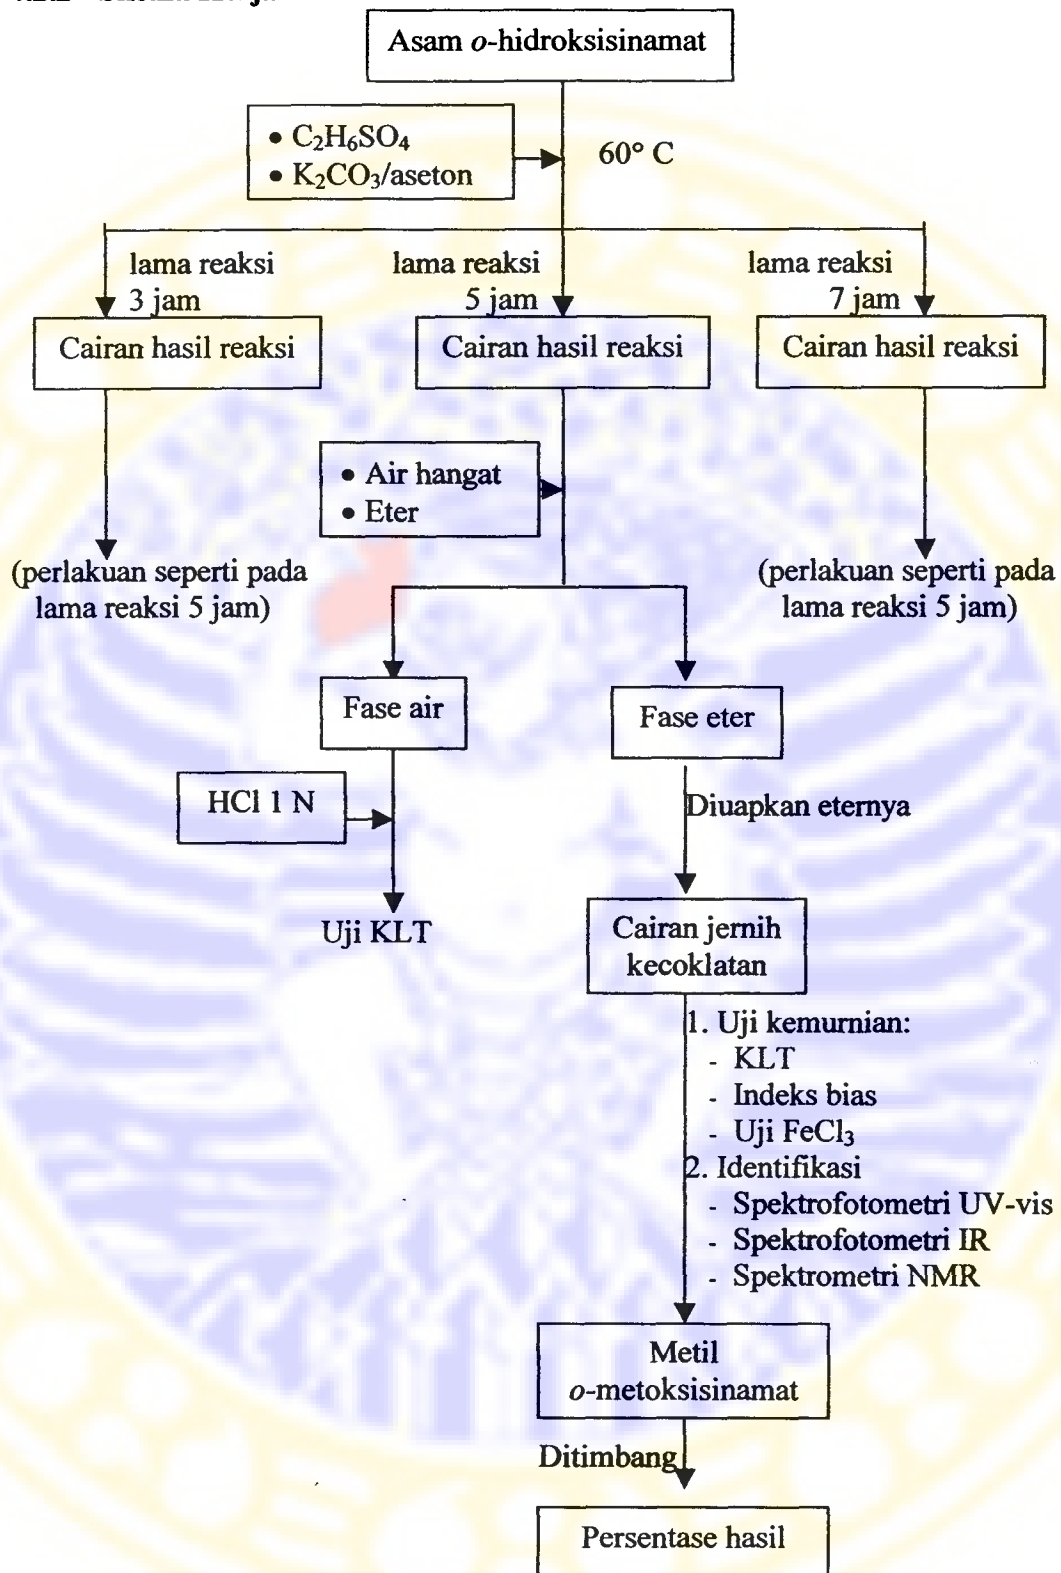 Asam o-hidroksisinamat
• C₂H₆SO₄
• K₂CO₃/aseton
60° C
lama reaksi
3 jam
lama reaksi
5 jam
lama reaksi
7 jam
Cairan hasil reaksi
Cairan hasil reaksi
Cairan hasil reaksi
• Air hangat
• Eter
(perlakuan seperti pada
lama reaksi 5 jam)
(perlakuan seperti pada
lama reaksi 5 jam)
Fase air
Fase eter
HCl 1 N
Diuapkan eternya
Uji KLT
Cairan jernih
kecoklatan
1. Uji kemurnian:
- KLT
- Indeks bias
- Uji FeCl₃
2. Identifikasi
- Spektrofotometri UV-vis
- Spektrofotometri IR
- Spektrometri NMR
Metil
o-metoksisinamat
Ditimbang
Persentase hasil